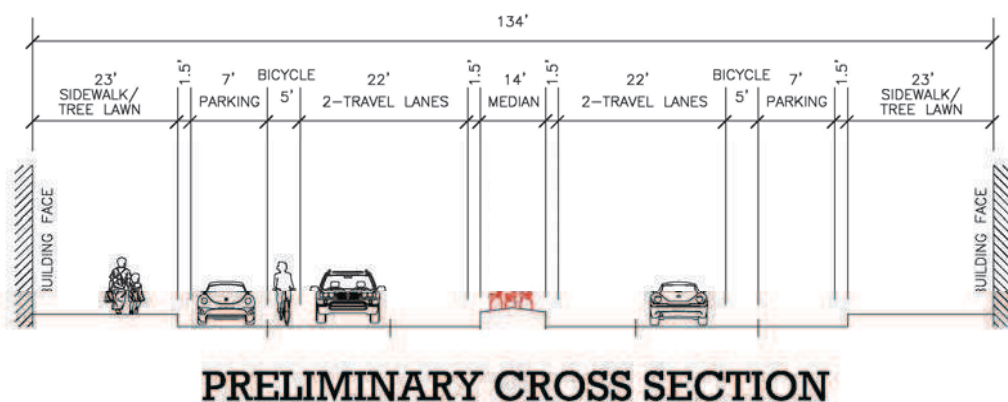 134'
23'
SIDEWALK/
TREE LAWN
1.5'
7'
PARKING
BICYCLE
5'
22'
2-TRAVEL LANES
1.5'
14'
MEDIAN
1.5'
22'
2-TRAVEL LANES
BICYCLE
5'
7'
PARKING
1.5'
23'
SIDEWALK/
TREE LAWN
BUILDING FACE
BUILDING FACE
PRELIMINARY CROSS SECTION